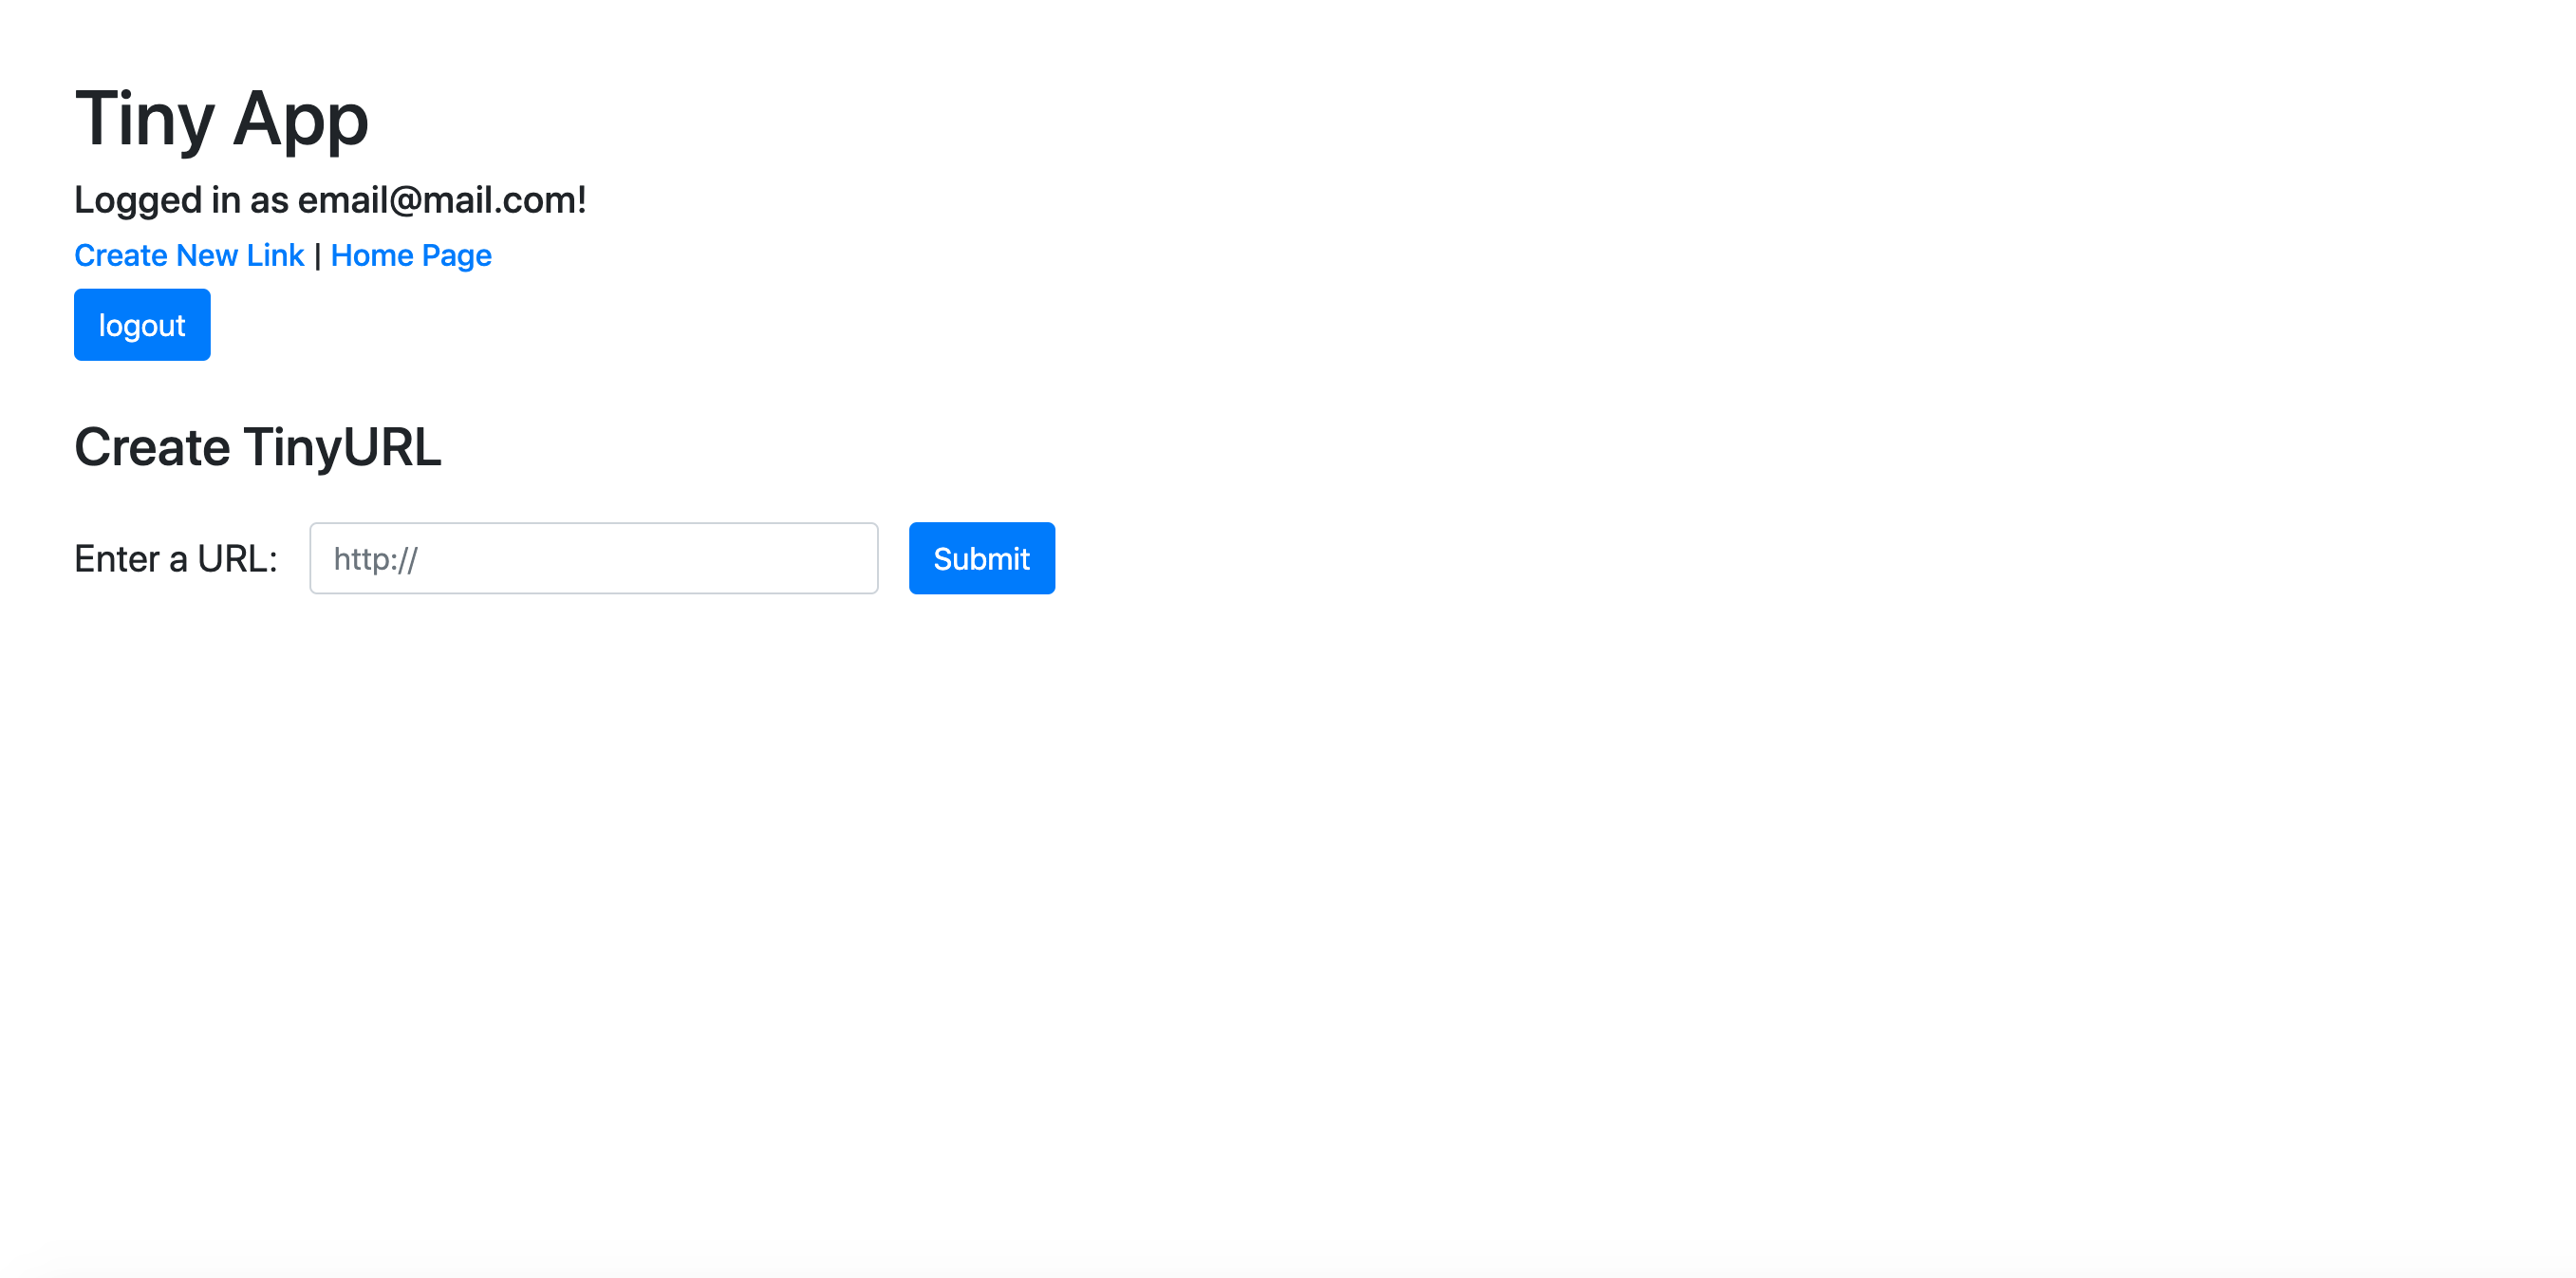 Tiny App
Logged in as email@mail.com!
Create New Link | Home Page
logout
Create TinyURL
Enter a URL: http:// Submit